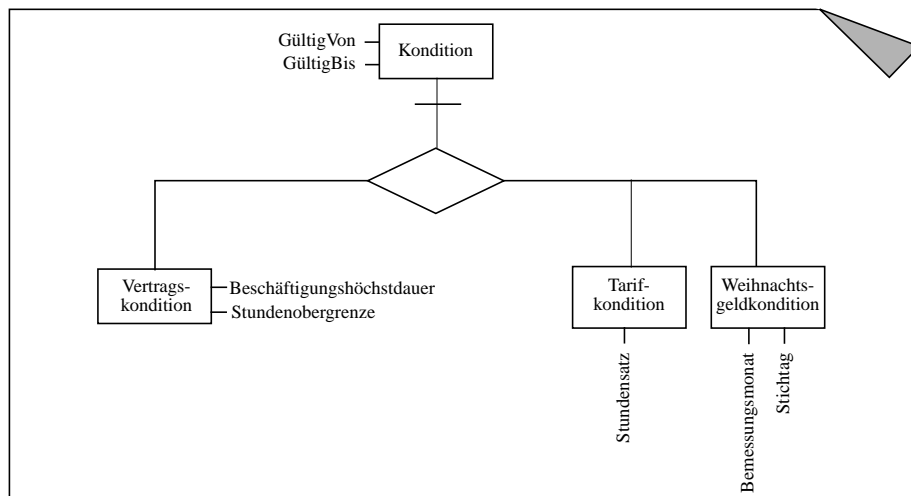 GültigVon
GültigBis
Kondition
Vertrags-
kondition
Beschäftigungshöchstdauer
Stundenobergrenze
Tarif-
kondition
Weihnachts-
geldkondition
Stundensatz
Bemessungsmonat
Stichtag